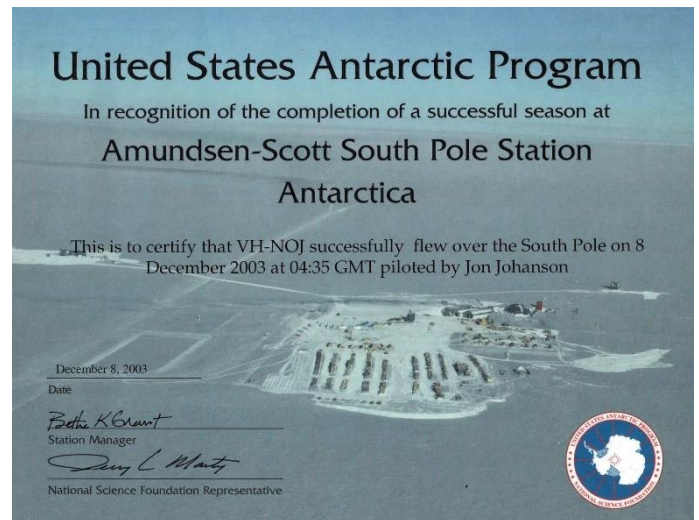 United States Antarctic Program
In recognition of the completion of a successful season at
Amundsen-Scott South Pole Station
Antarctica
This is to certify that VH-NOJ successfully flew over the South Pole on 8
December 2003 at 04:35 GMT piloted by Jon Johanson
December 8, 2003
Date
Station Manager
National Science Foundation Representative
UNITED STATES ANTARCTIC PROGRAM
NATIONAL SCIENCE FOUNDATION